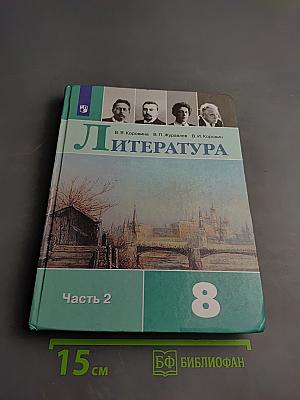 В. Я. Коровина В. П. Журавлев В. И. Коровин
ЛИТЕРАТУРА
Часть 2
8
15 см
БФ БИБЛИОФАН